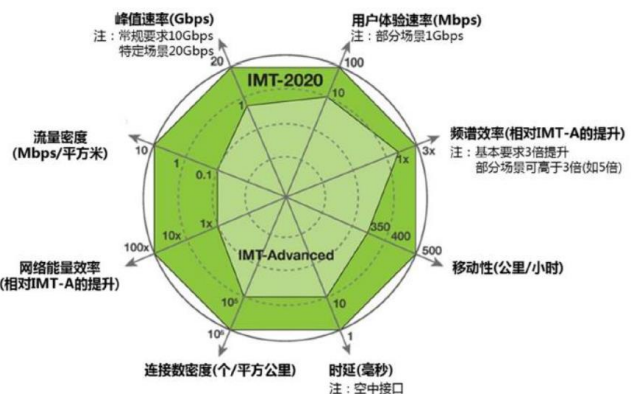 峰值速率(Gbps)
注：常规要求10Gbps
特定场景20Gbps
用户体验速率(Mbps)
注：部分场景1Gbps
20
100
IMT-2020
1
10
流量密度
(Mbps/平方米)
10
1
0.1
频谱效率(相对IMT-A的提升)
注：基本要求3倍提升
部分场景可高于3倍(如5倍)
3x
1x
网络能量效率
(相对IMT-A的提升)
100x
10x
1x
350
400
500
移动性(公里/小时)
IMT-Advanced
10⁵
10⁶
10
1
连接数密度(个/平方公里)
时延(毫秒)
注：空中接口